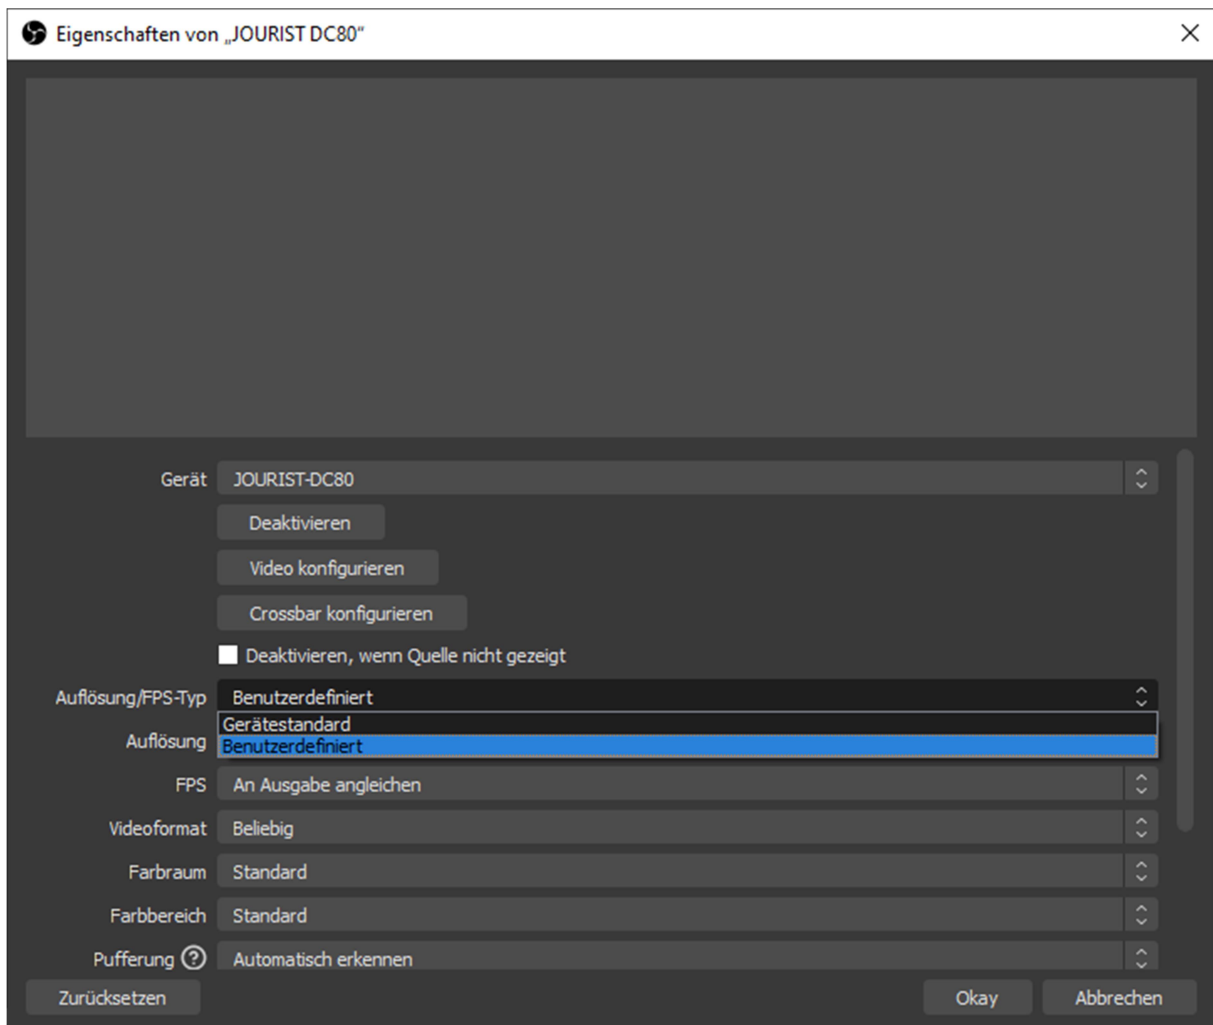 Eigenschaften von „JOURIST DC80“
Gerät JOURIST-DC80
Deaktivieren
Video konfigurieren
Crossbar konfigurieren
Deaktivieren, wenn Quelle nicht gezeigt
Auflösung/FPS-Typ Benutzerdefiniert
Gerätestandard
Auflösung Benutzerdefiniert
FPS An Ausgabe angleichen
Videoformat Beliebig
Farbraum Standard
Farbbereich Standard
Pufferung ? Automatisch erkennen
Zurücksetzen Okay Abbrechen